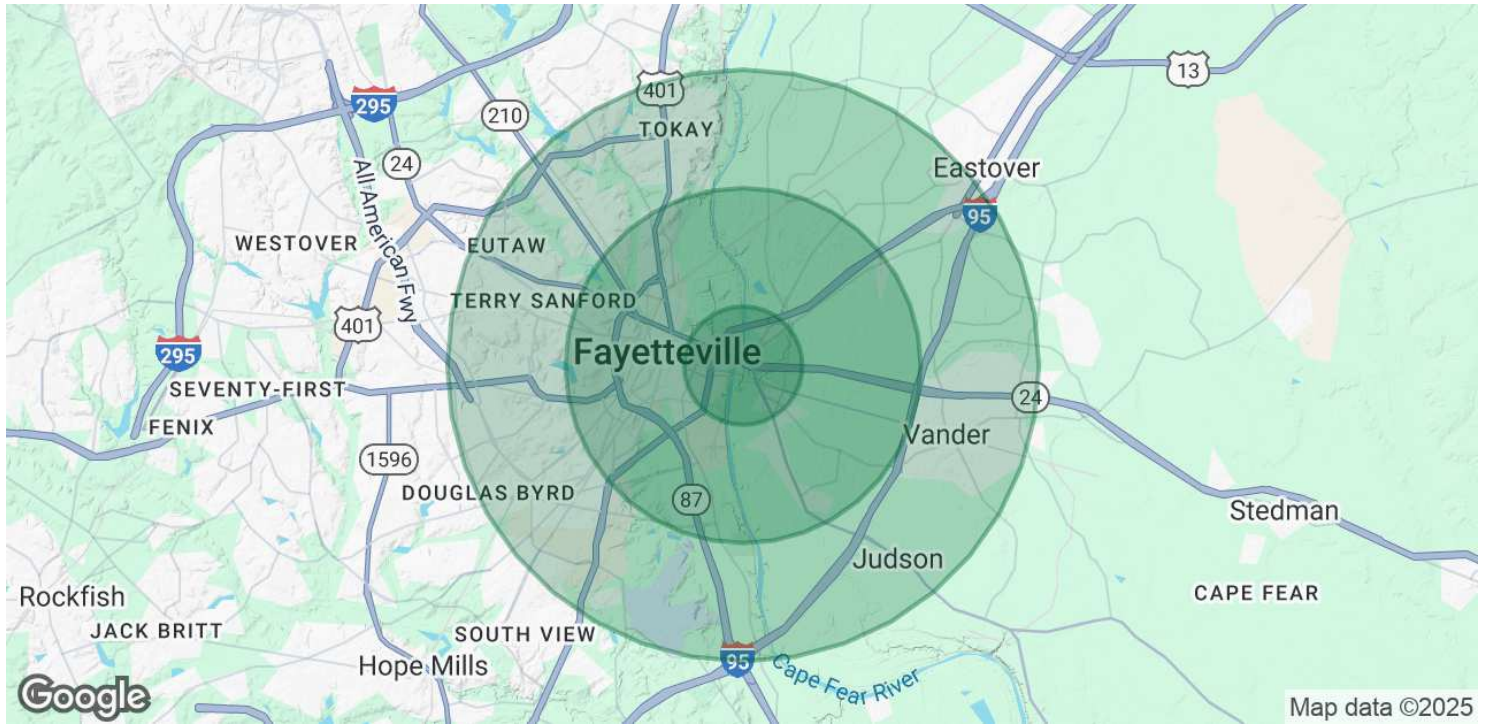 13
401
295
210
TOKAY
24
All American Fwy
Eastover
95
WESTOVER
EUTAW
TERRY SANFORD
401
295
Fayetteville
SEVENTY-FIRST
24
FENIX
Vander
1596
DOUGLAS BYRD
87
Stedman
Judson
Rockfish
CAPE FEAR
JACK BRITT
SOUTH VIEW
Hope Mills
95
Cape Fear River
Google
Map data ©2025